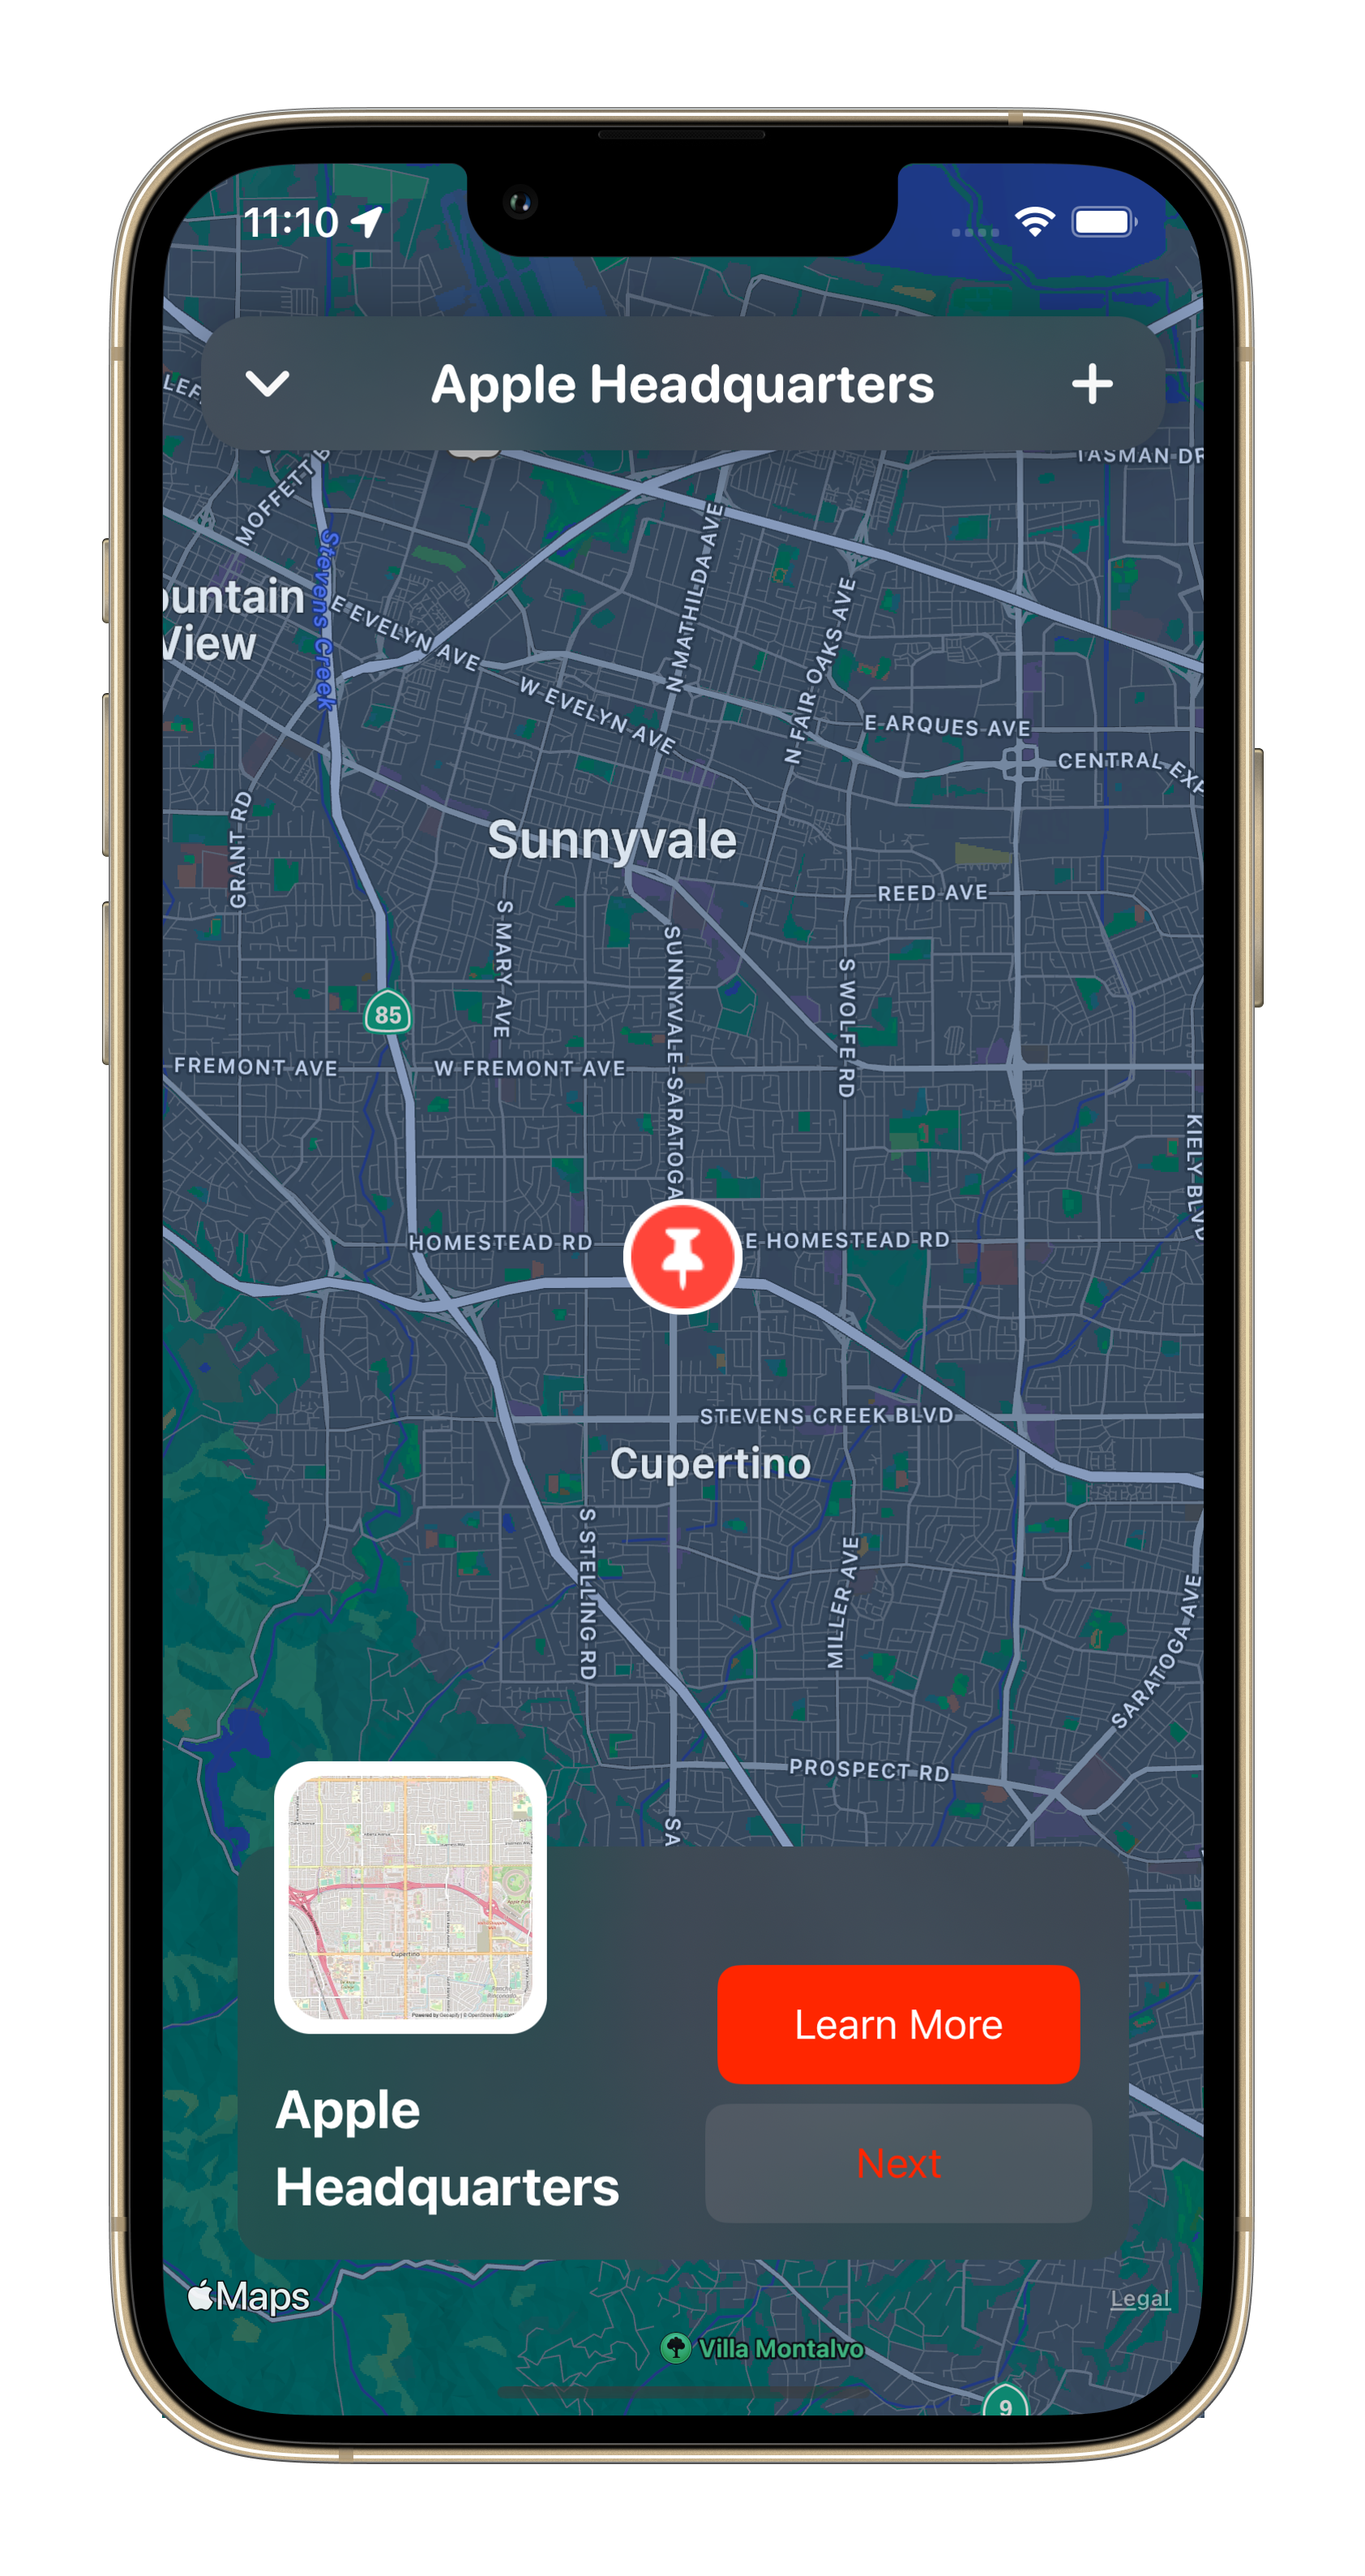 11:10
Apple Headquarters
TASMAN DR
MOFFETT B
Stevens Creek
ountain
View
E EVELYN AVE
W EVELYN AVE
N MATHILDA AVE
N FAIR OAKS AVE
E ARQUES AVE
CENTRAL EXP
GRANT RD
Sunnyvale
REED AVE
S MARY AVE
SUNNYVALE-SARATOGA
S WOLFE RD
85
FREMONT AVE
W FREMONT AVE
KIELY BLVD
HOMESTEAD RD
E HOMESTEAD RD
STEVENS CREEK BLVD
Cupertino
S STELLING RD
MILLER AVE
SARATOGA AVE
PROSPECT RD
SA
Cupertino
Learn More
Apple
Headquarters
Next
Maps
Legal
Villa Montalvo
9